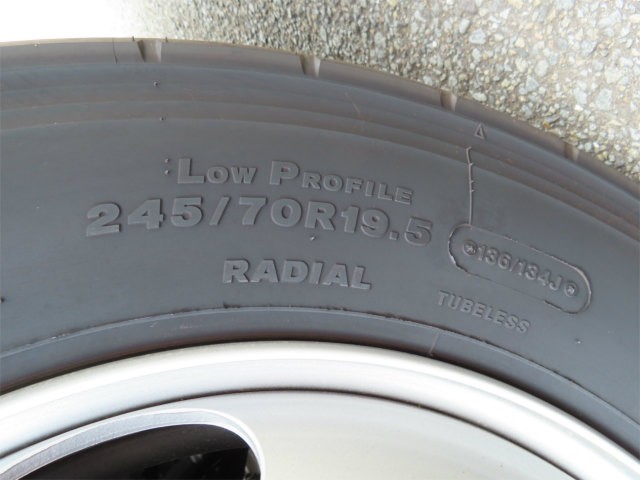 LOW PROFILE
245/70R19.5
136/134J
RADIAL
TUBELESS